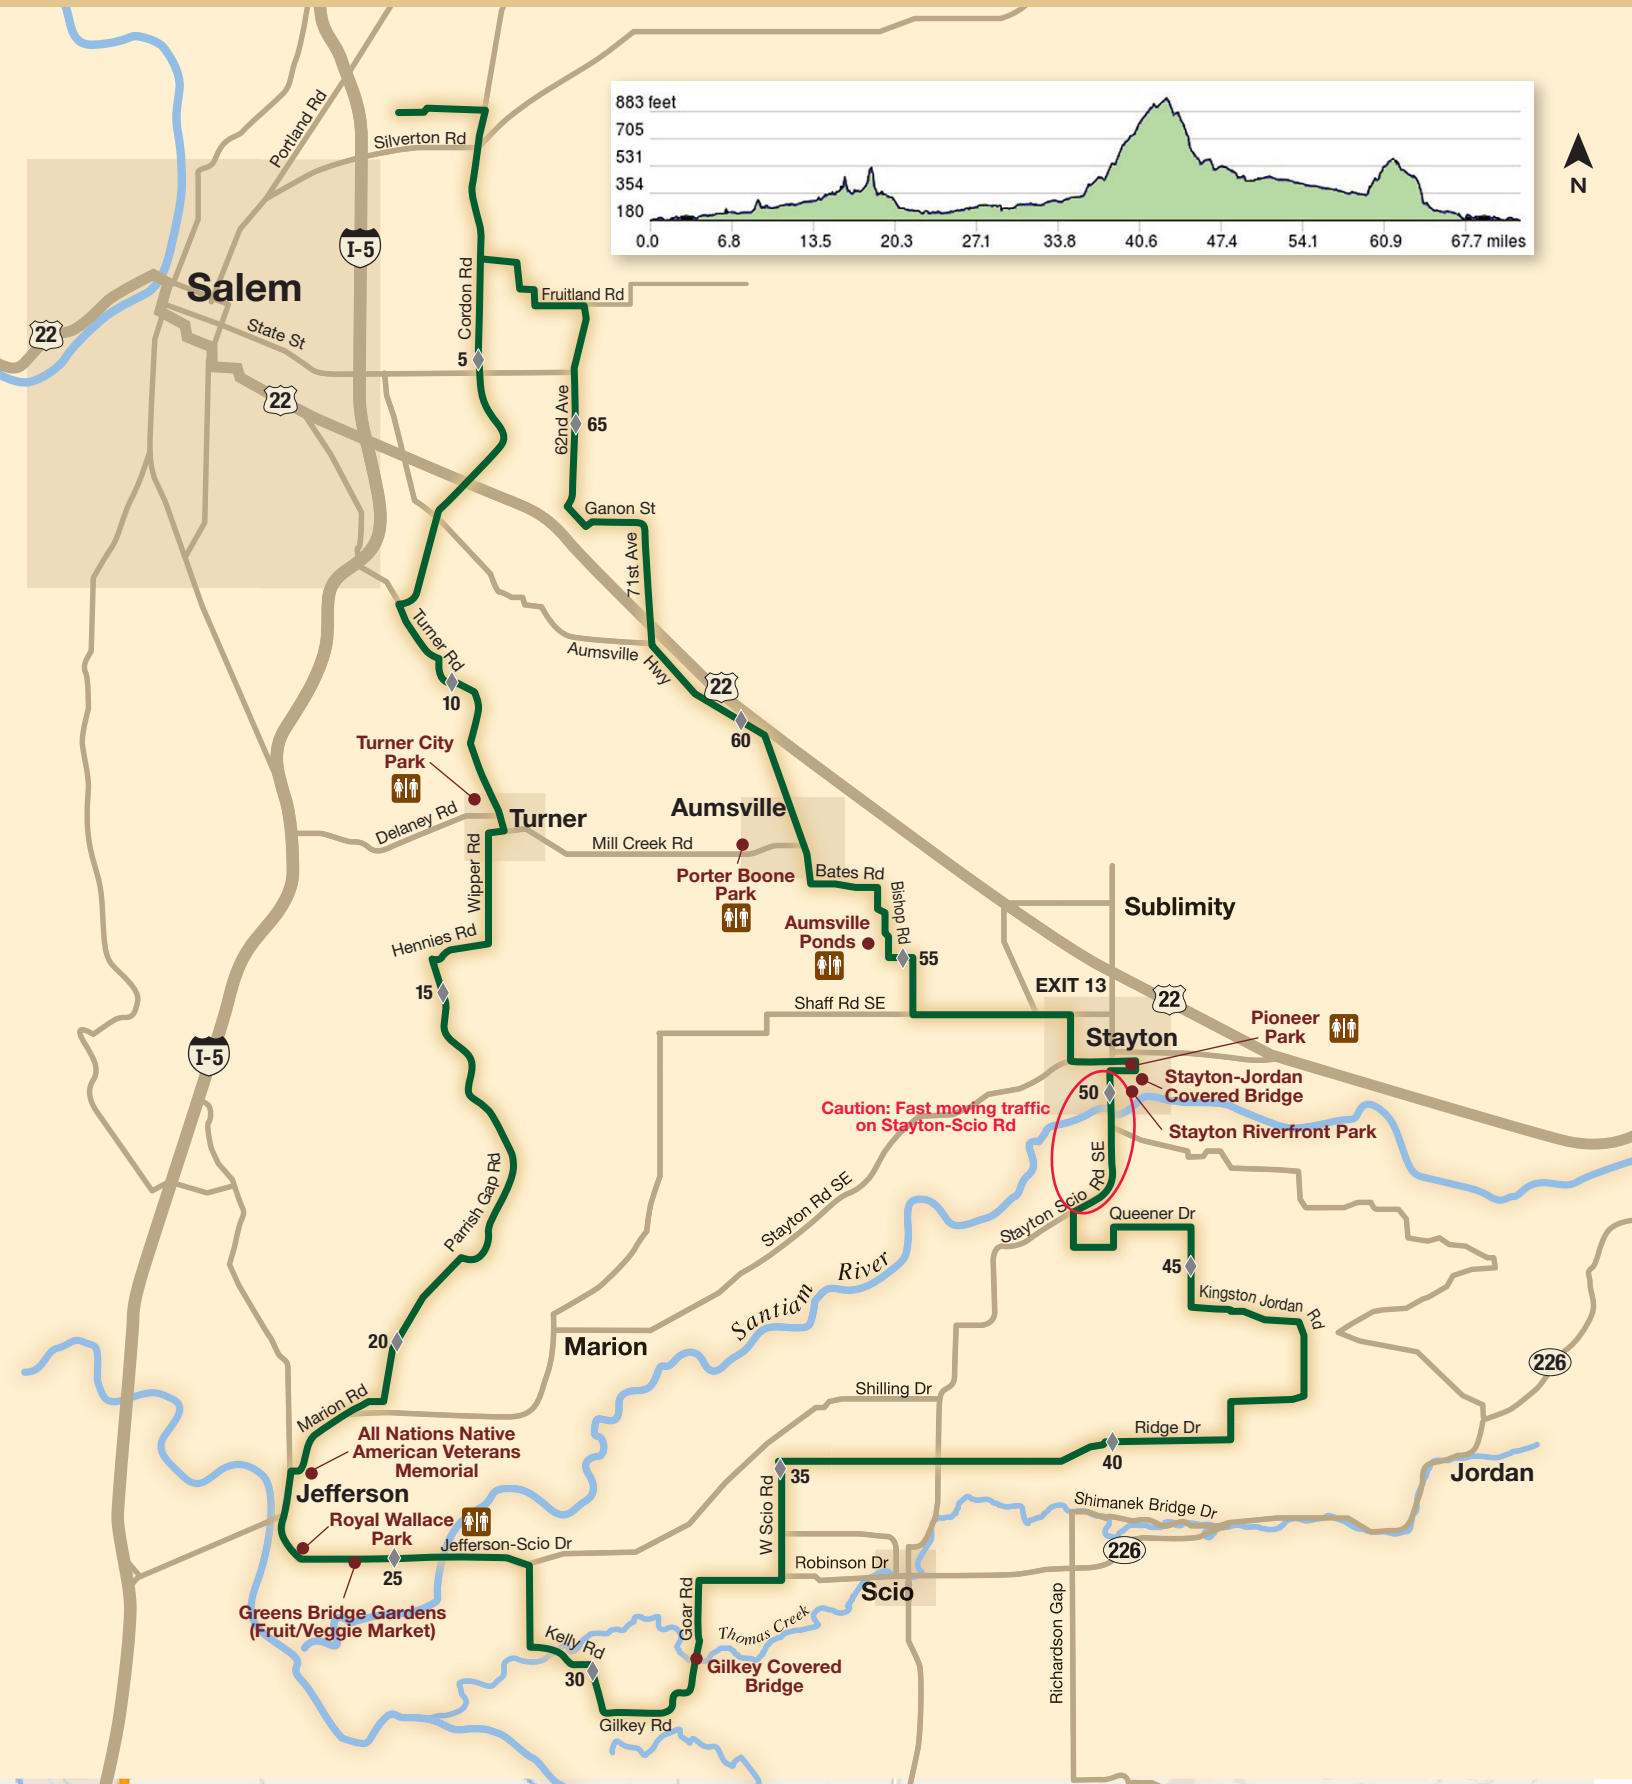 883 feet
705
531
354
180
0.0 6.8 13.5 20.3 27.1 33.8 40.6 47.4 54.1 60.9 67.7 miles
N
Portland Rd
Silverton Rd
I-5
Salem
22
State St
22
Cordon Rd
Fruitland Rd
5
62nd Ave
65
Ganon St
71st Ave
Turner Rd
10
Aumsville Hwy
22
60
Turner City
Park
Delaney Rd
Turner
Wipper Rd
Mill Creek Rd
Aumsville
Porter Boone
Park
Bates Rd
Bishop Rd
Aumsville
Ponds
55
Hennies Rd
15
Shaff Rd SE
Sublimity
EXIT 13
22
Stayton
Pioneer
Park
Stayton-Jordan
Covered Bridge
50
Stayton Riverfront Park
Caution: Fast moving traffic
on Stayton-Scio Rd
I-5
Parrish Gap Rd
Stayton Rd SE
Stayton Scio Rd SE
Queener Dr
45
Kingston Jordan Rd
Santiam River
20
Marion
Marion Rd
226
Shilling Dr
Ridge Dr
40
All Nations Native
American Veterans
Memorial
Jefferson
Royal Wallace
Park
35
W Scio Rd
Jordan
Shimanek Bridge Dr
226
Jefferson-Scio Dr
25
Robinson Dr
Scio
Greens Bridge Gardens
(Fruit/Veggie Market)
Goar Rd
Thomas Creek
Kelly Rd
30
Gilkey Covered
Bridge
Gilkey Rd
Richardson Gap